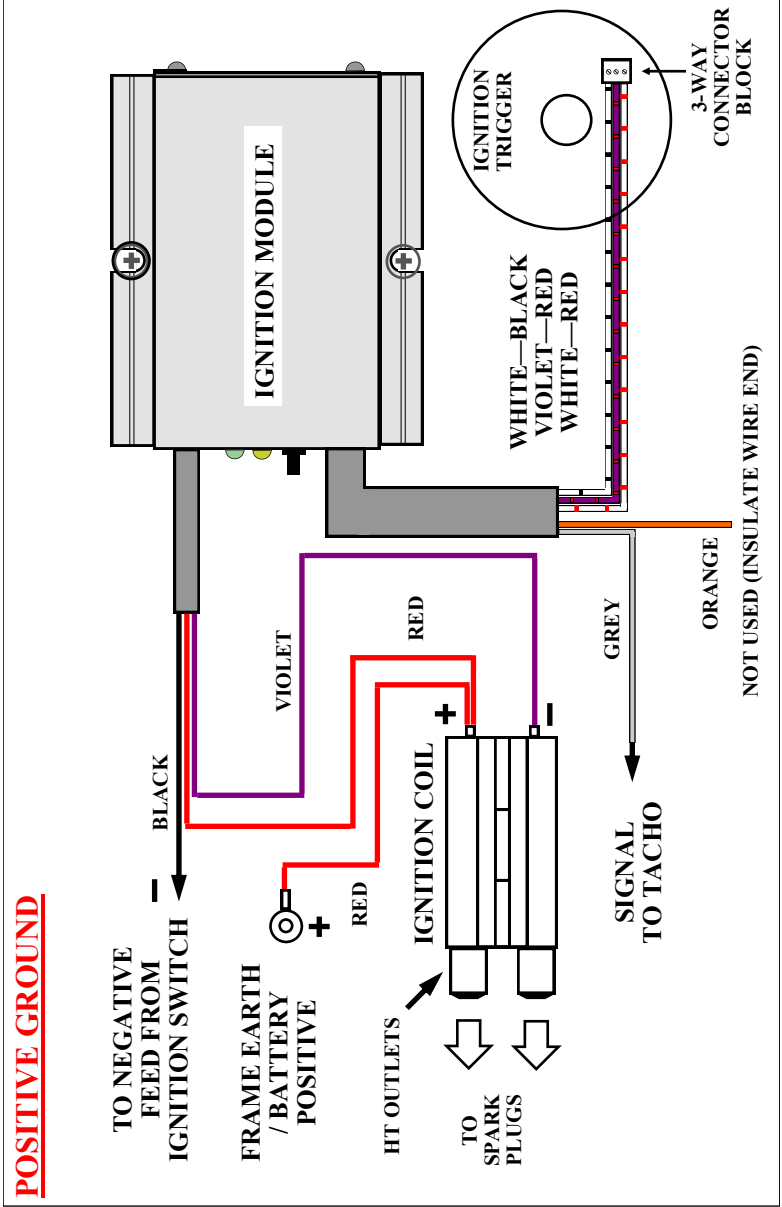 POSITIVE GROUND
TO NEGATIVE
FEED FROM
IGNITION SWITCH
−
BLACK
FRAME EARTH
/ BATTERY
POSITIVE
+
RED
VIOLET
RED
HT OUTLETS
IGNITION COIL
+
−
TO
SPARK
PLUGS
SIGNAL
TO TACHO
GREY
ORANGE
NOT USED (INSULATE WIRE END)
IGNITION MODULE
WHITE—BLACK
VIOLET—RED
WHITE—RED
IGNITION
TRIGGER
3-WAY
CONNECTOR
BLOCK